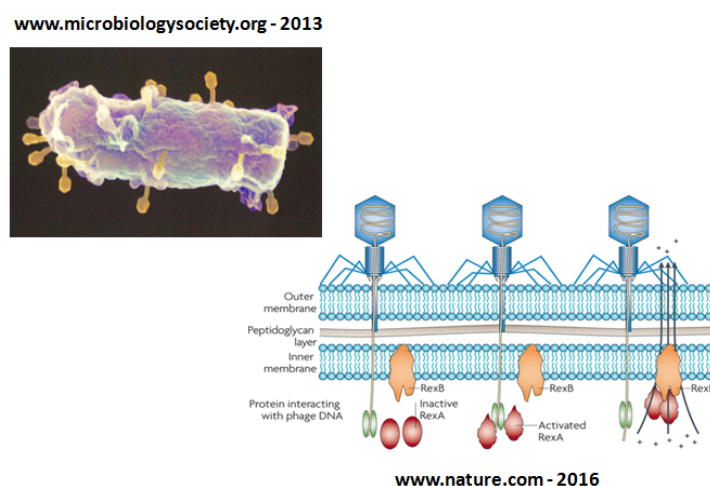 www.microbiologysociety.org - 2013
Outer
membrane
Peptidoglycan
layer
Inner
membrane
RexB
RexB
Protein interacting
with phage DNA
Inactive
RexA
Activated
RexA
www.nature.com - 2016